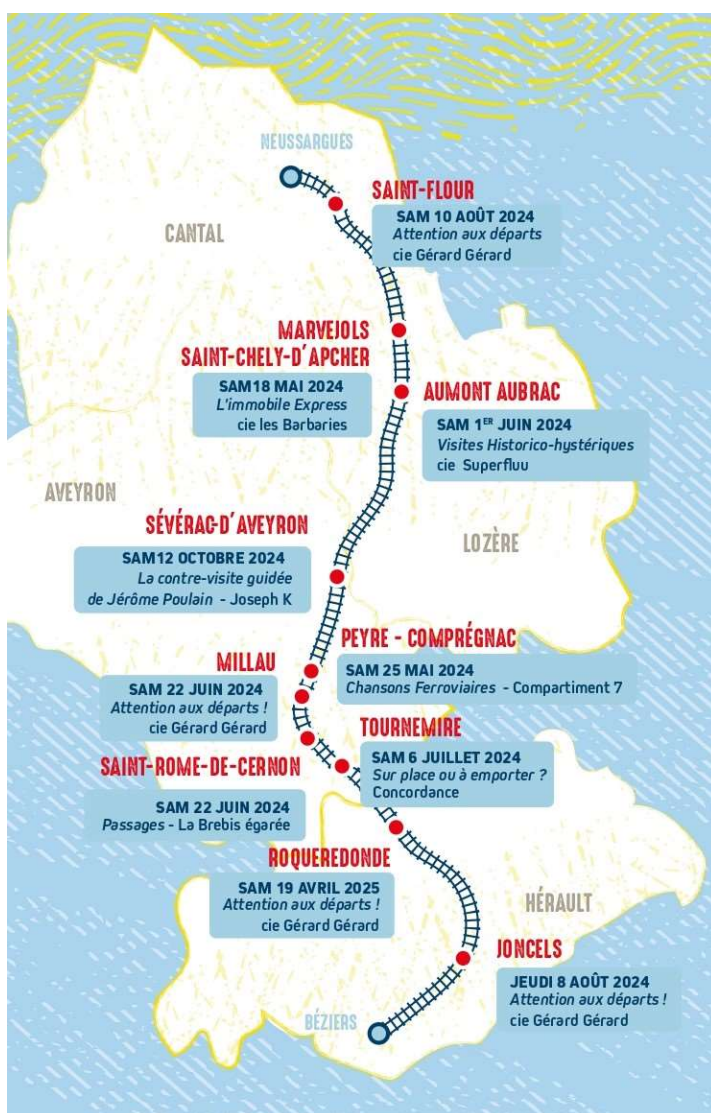 NEUSSARGUES
SAINT-FLOUR
SAM 10 AOÛT 2024
Attention aux départs
cie Gérard Gérard
CANTAL
MARVEJOLS
SAINT-CHELY-D'APCHER
SAM18 MAI 2024
L'immobile Express
cie les Barbaries
AUMONT AUBRAC
SAM 1ER JUIN 2024
Visites Historico-hystériques
cie Superfluu
AVEYRON
LOZÈRE
SÉVÉRAC-D'AVEYRON
SAM12 OCTOBRE 2024
La contre-visite guidée
de Jérôme Poulain - Joseph K
PEYRE - COMPRÉGNAC
SAM 25 MAI 2024
Chansons Ferroviaires - Compartiment 7
MILLAU
SAM 22 JUIN 2024
Attention aux départs !
cie Gérard Gérard
TOURNEMIRE
SAM 6 JUILLET 2024
Sur place ou à emporter ?
Concordance
SAINT-ROME-DE-CERNON
SAM 22 JUIN 2024
Passages - La Brebis égarée
ROQUEREDONDE
SAM 19 AVRIL 2025
Attention aux départs !
cie Gérard Gérard
HÉRAULT
JONCELS
JEUDI 8 AOÛT 2024
Attention aux départs !
cie Gérard Gérard
BÉZIERS